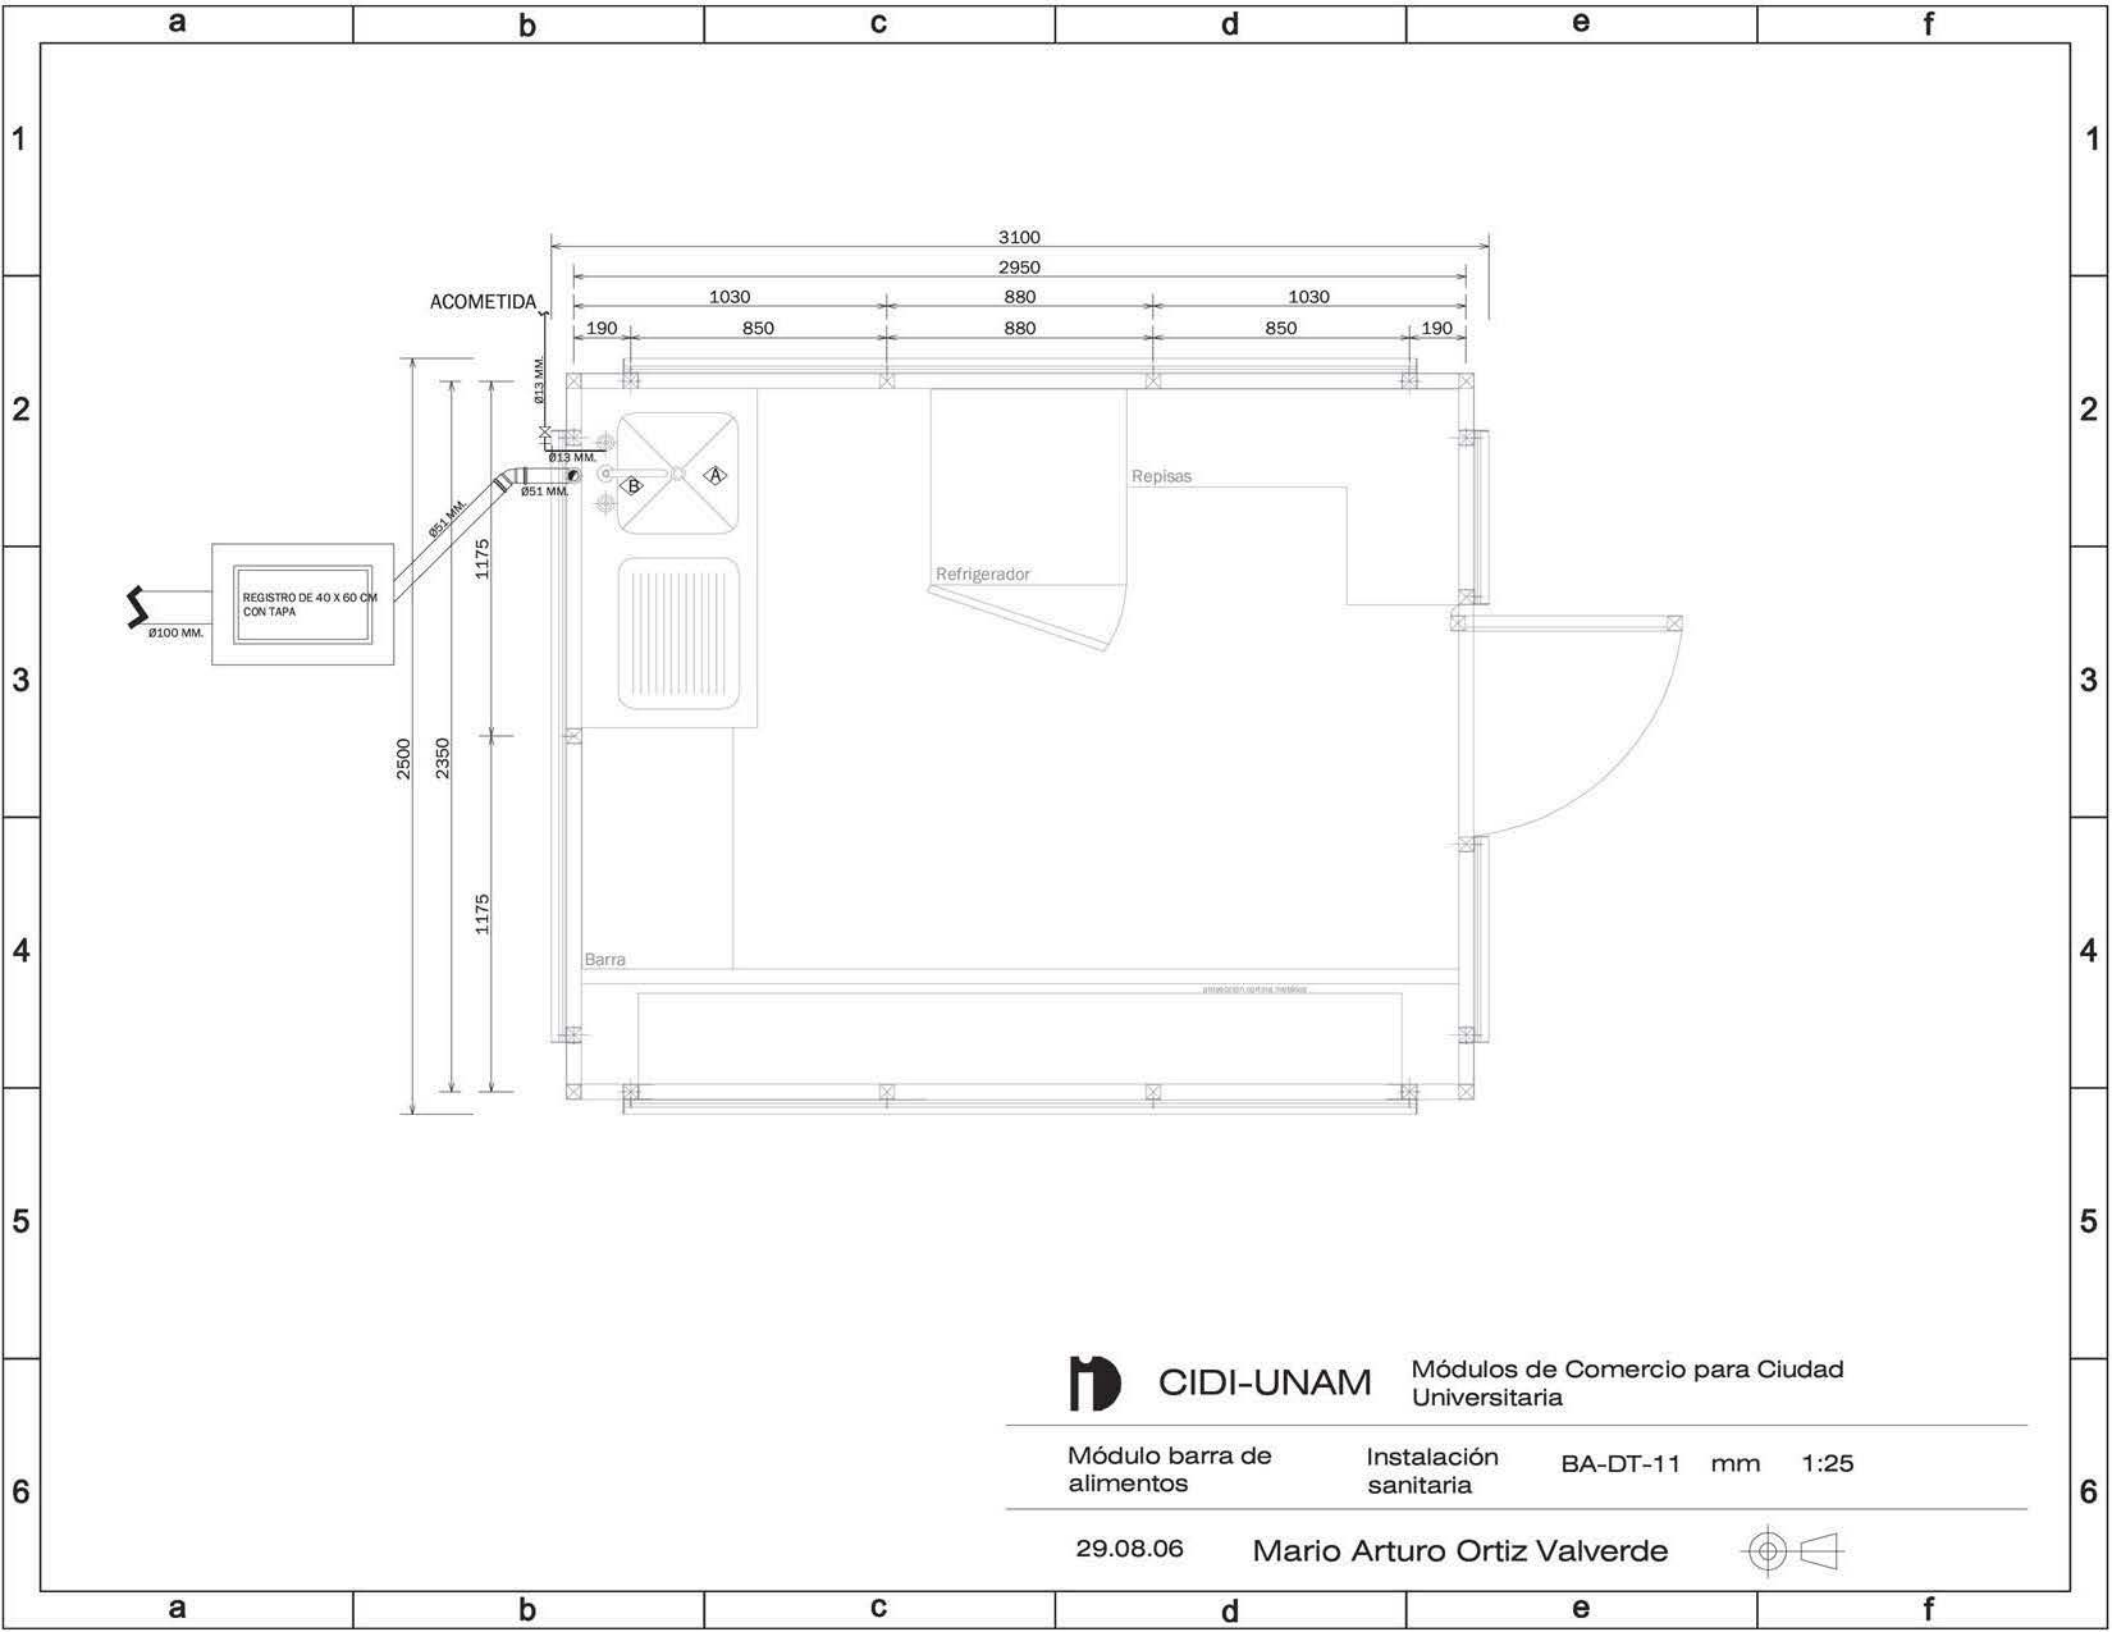 a b c d e f
1 1
3100
2950
ACOMETIDA
1030 880 1030
190 850 880 850 190
Ø13 MM.
2 2
Ø13 MM.
B A
Repisas
Ø51 MM.
Ø51 MM.
1175
Refrigerador
REGISTRO DE 40 X 60 CM
CON TAPA
Ø100 MM.
3 3
2500
2350
1175
4 4
Barra
5 5
CIDI-UNAM
Módulos de Comercio para Ciudad
Universitaria
Módulo barra de
alimentos
Instalación
sanitaria
BA-DT-11 mm 1:25
6 6
29.08.06 Mario Arturo Ortiz Valverde
a b c d e f